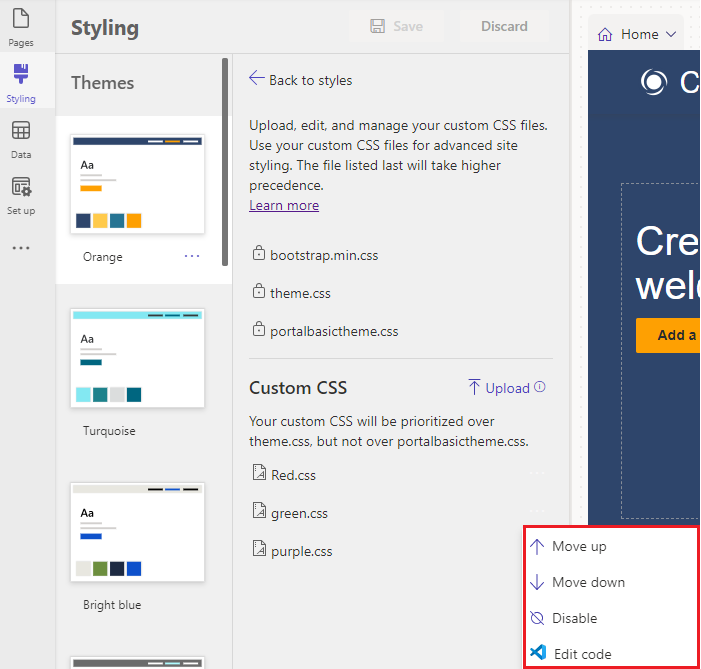 Pages
Styling
Data
Set up
Styling
Save
Discard
Themes
Aa
Orange
Aa
Turquoise
Aa
Bright blue
Back to styles
Upload, edit, and manage your custom CSS files.
Use your custom CSS files for advanced site
styling. The file listed last will take higher
precedence.
Learn more
bootstrap.min.css
theme.css
portalbasictheme.css
Custom CSS
Upload
Your custom CSS will be prioritized over
theme.css, but not over portalbasictheme.css.
Red.css
green.css
purple.css
Home
C
Cre
wel
Add a
Move up
Move down
Disable
Edit code